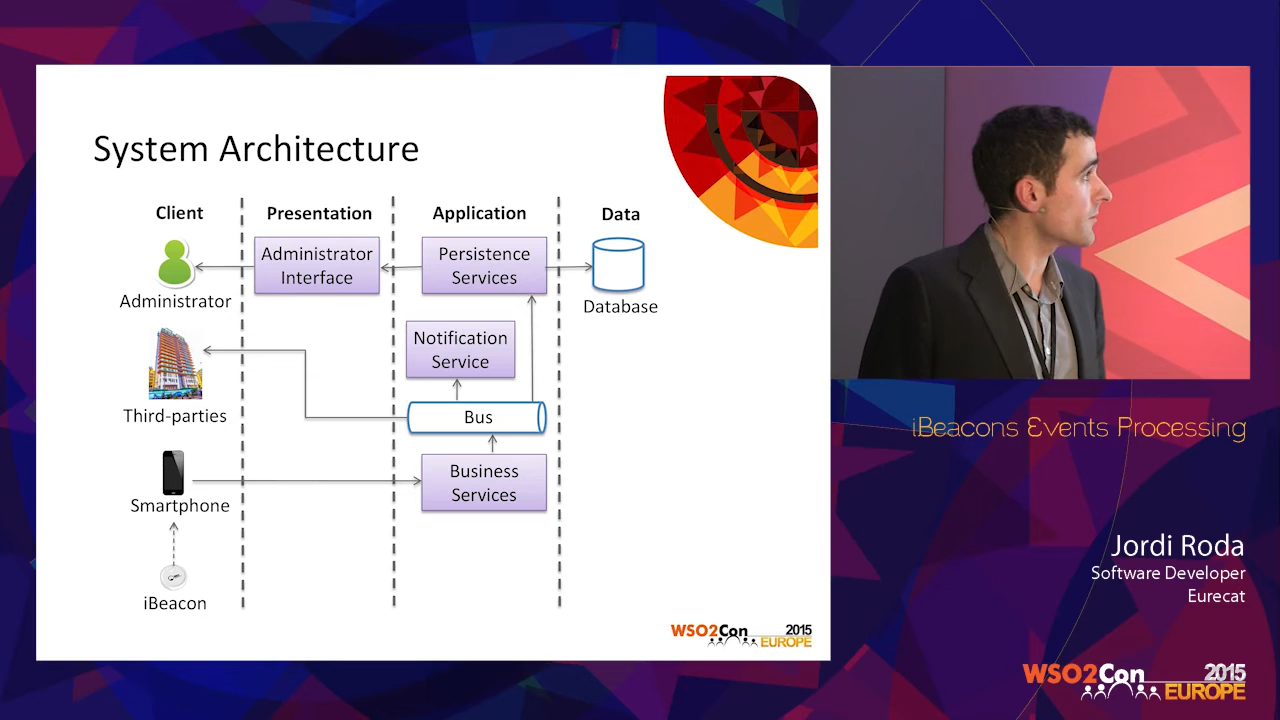 System Architecture
Client
Presentation
Application
Data
Administrator
Interface
Persistence
Services
Administrator
Database
Notification
Service
Third-parties
Bus
Business
Services
Smartphone
iBeacon
WSO2Con 2015
EUROPE
iBeacons Events Processing
Jordi Roda
Software Developer
Eurecat
WSO2Con 2015
EUROPE